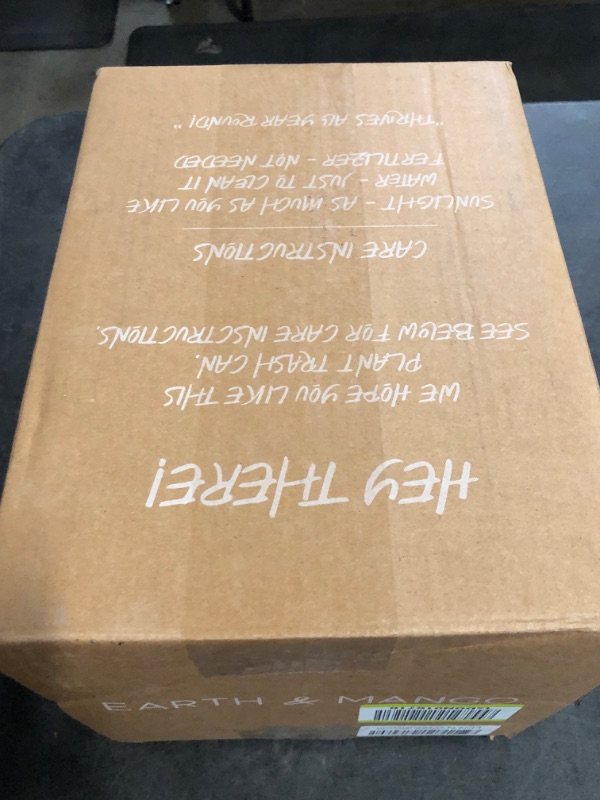 HEY THERE!
WE HOPE YOU LIKE THIS
PLANT TRASH CAN.
SEE BELOW FOR CARE INSCTRUCTIONS.
CARE INSTRUCTIONS
SUNLIGHT - AS MUCH AS YOU LIKE
WATER - JUST TO CLEAN IT
FERTILIZER - NOT NEEDED
"THRIVES ALL YEAR ROUND!"
EARTH & MANGO